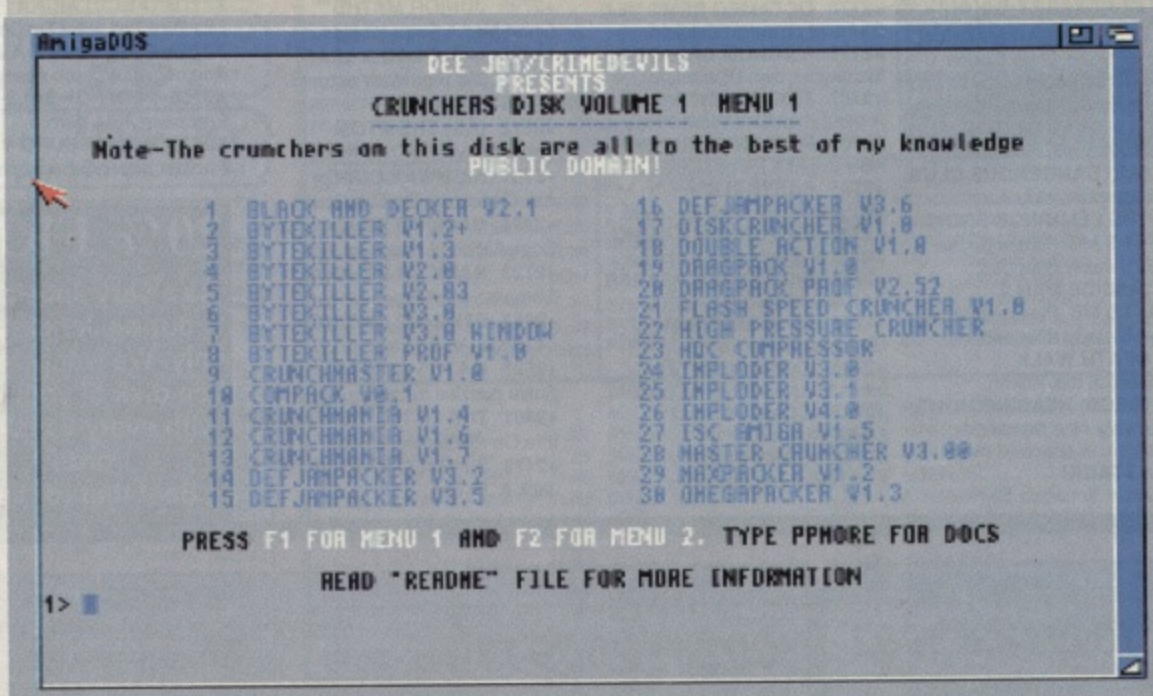 AmigaDOS
DEE JAY/CRIMEDEVILS
PRESENTS
CRUNCHERS DISK VOLUME 1 MENU 1
Note-The crunchers on this disk are all to the best of my knowledge
PUBLIC DOMAIN!
1 BLACK AND DECKER V2.1
2 BYTEKILLER V1.2+
3 BYTEKILLER V1.3
4 BYTEKILLER V2.0
5 BYTEKILLER V2.03
6 BYTEKILLER V3.0
7 BYTEKILLER V3.0 WINDOW
8 BYTEKILLER PROF V1.0
9 CRUNCHMASTER V1.0
10 COMPACK V0.1
11 CRUNCHMANIA V1.4
12 CRUNCHMANIA V1.6
13 CRUNCHMANIA V1.7
14 DEFJAMPACKER V3.2
15 DEFJAMPACKER V3.5
16 DEFJAMPACKER V3.6
17 DISKCRUNCHER V1.0
18 DOUBLE ACTION V1.0
19 DRAGPACK V1.0
20 DRAGPACK PROF V2.52
21 FLASH SPEED CRUNCHER V1.0
22 HIGH PRESSURE CRUNCHER
23 HQC COMPRESSOR
24 IMPLODER V3.0
25 IMPLODER V3.1
26 IMPLODER V4.0
27 ISC AMIGA V1.5
28 MASTER CRUNCHER V3.00
29 MAXPACKER V1.2
30 OMEGAPACKER V1.3
PRESS F1 FOR MENU 1 AND F2 FOR MENU 2. TYPE PPMORE FOR DOCS
READ "README" FILE FOR MORE INFORMATION
1>